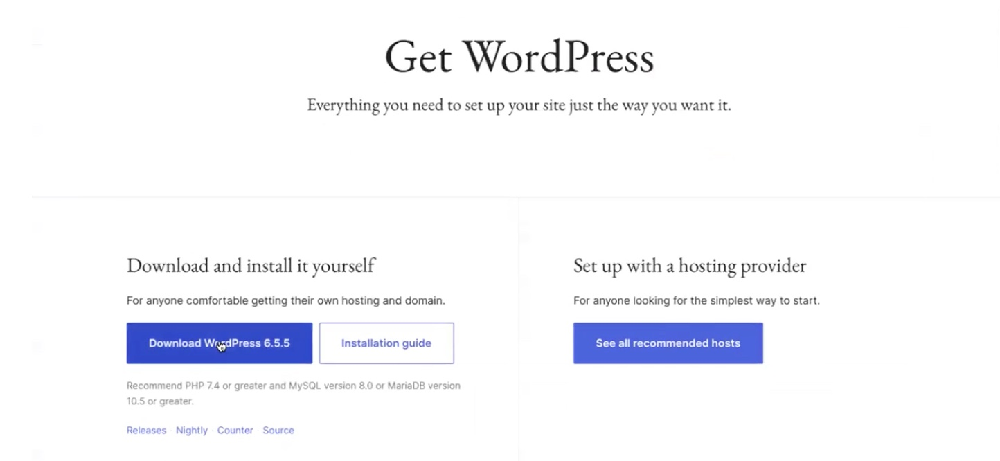 Get WordPress
Everything you need to set up your site just the way you want it.
Download and install it yourself
For anyone comfortable getting their own hosting and domain.
Download WordPress 6.5.5
Installation guide
Recommend PHP 7.4 or greater and MySQL version 8.0 or MariaDB version
10.5 or greater.
Releases · Nightly · Counter · Source
Set up with a hosting provider
For anyone looking for the simplest way to start.
See all recommended hosts